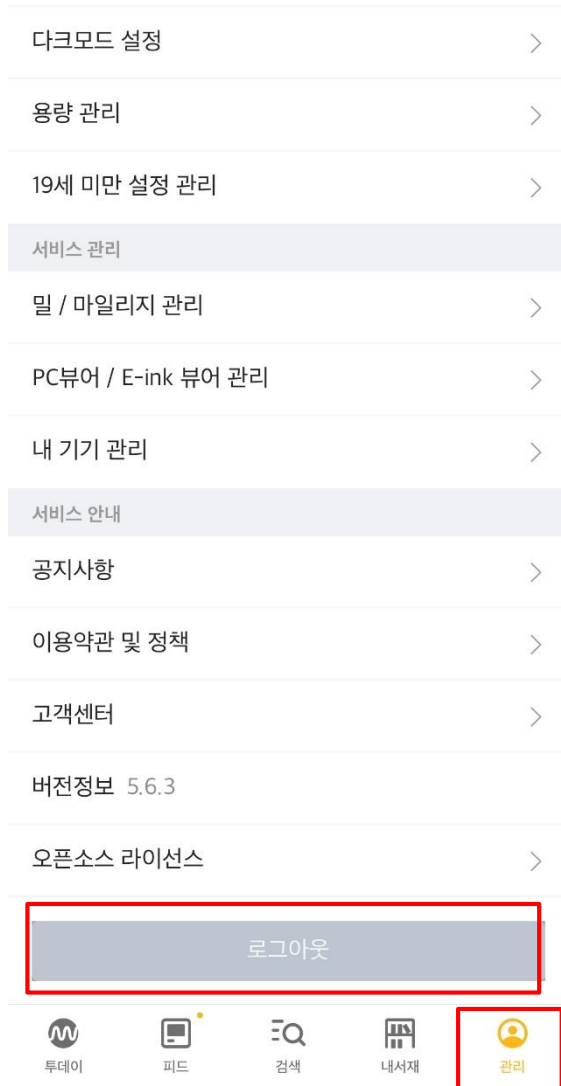 다크모드 설정
용량 관리
19세 미만 설정 관리
서비스 관리
밀 / 마일리지 관리
PC뷰어 / E-ink 뷰어 관리
내 기기 관리
서비스 안내
공지사항
이용약관 및 정책
고객센터
버전정보 5.6.3
오픈소스 라이선스
로그아웃
투데이 피드 검색 내서재 관리